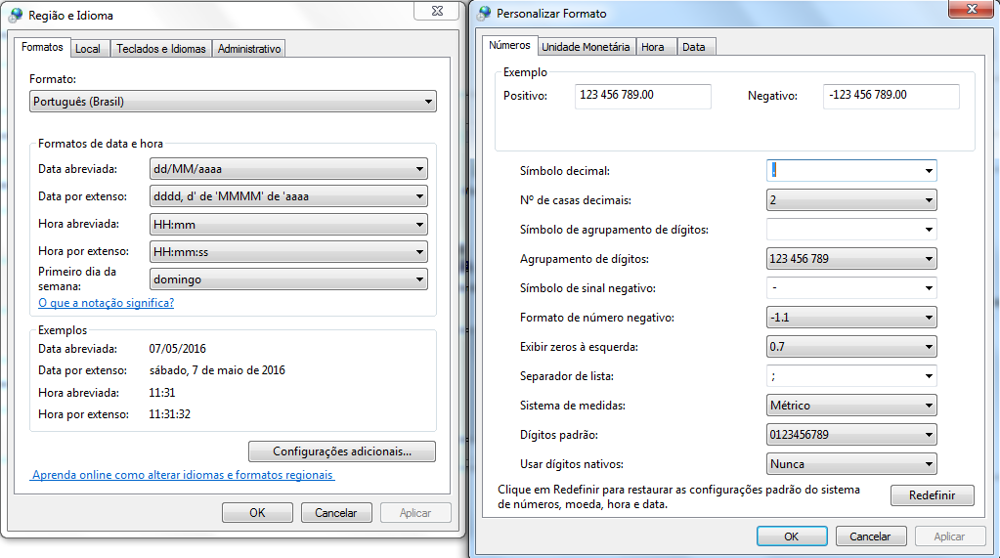 Região e Idioma
Formatos Local Teclados e Idiomas Administrativo
Formato:
Português (Brasil)
Formatos de data e hora
Data abreviada: dd/MM/aaaa
Data por extenso: dddd, d' de 'MMMM' de 'aaaa
Hora abreviada: HH:mm
Hora por extenso: HH:mm:ss
Primeiro dia da
semana: domingo
O que a notação significa?
Exemplos
Data abreviada: 07/05/2016
Data por extenso: sábado, 7 de maio de 2016
Hora abreviada: 11:31
Hora por extenso: 11:31:32
Configurações adicionais...
Aprenda online como alterar idiomas e formatos regionais
OK Cancelar Aplicar
Personalizar Formato
Números Unidade Monetária Hora Data
Exemplo
Positivo: 123 456 789.00 Negativo: -123 456 789.00
Símbolo decimal: .
Nº de casas decimais: 2
Símbolo de agrupamento de dígitos:
Agrupamento de dígitos: 123 456 789
Símbolo de sinal negativo: -
Formato de número negativo: -1.1
Exibir zeros à esquerda: 0.7
Separador de lista: ;
Sistema de medidas: Métrico
Dígitos padrão: 0123456789
Usar dígitos nativos: Nunca
Clique em Redefinir para restaurar as configurações padrão do sistema
de números, moeda, hora e data.
Redefinir
OK Cancelar Aplicar